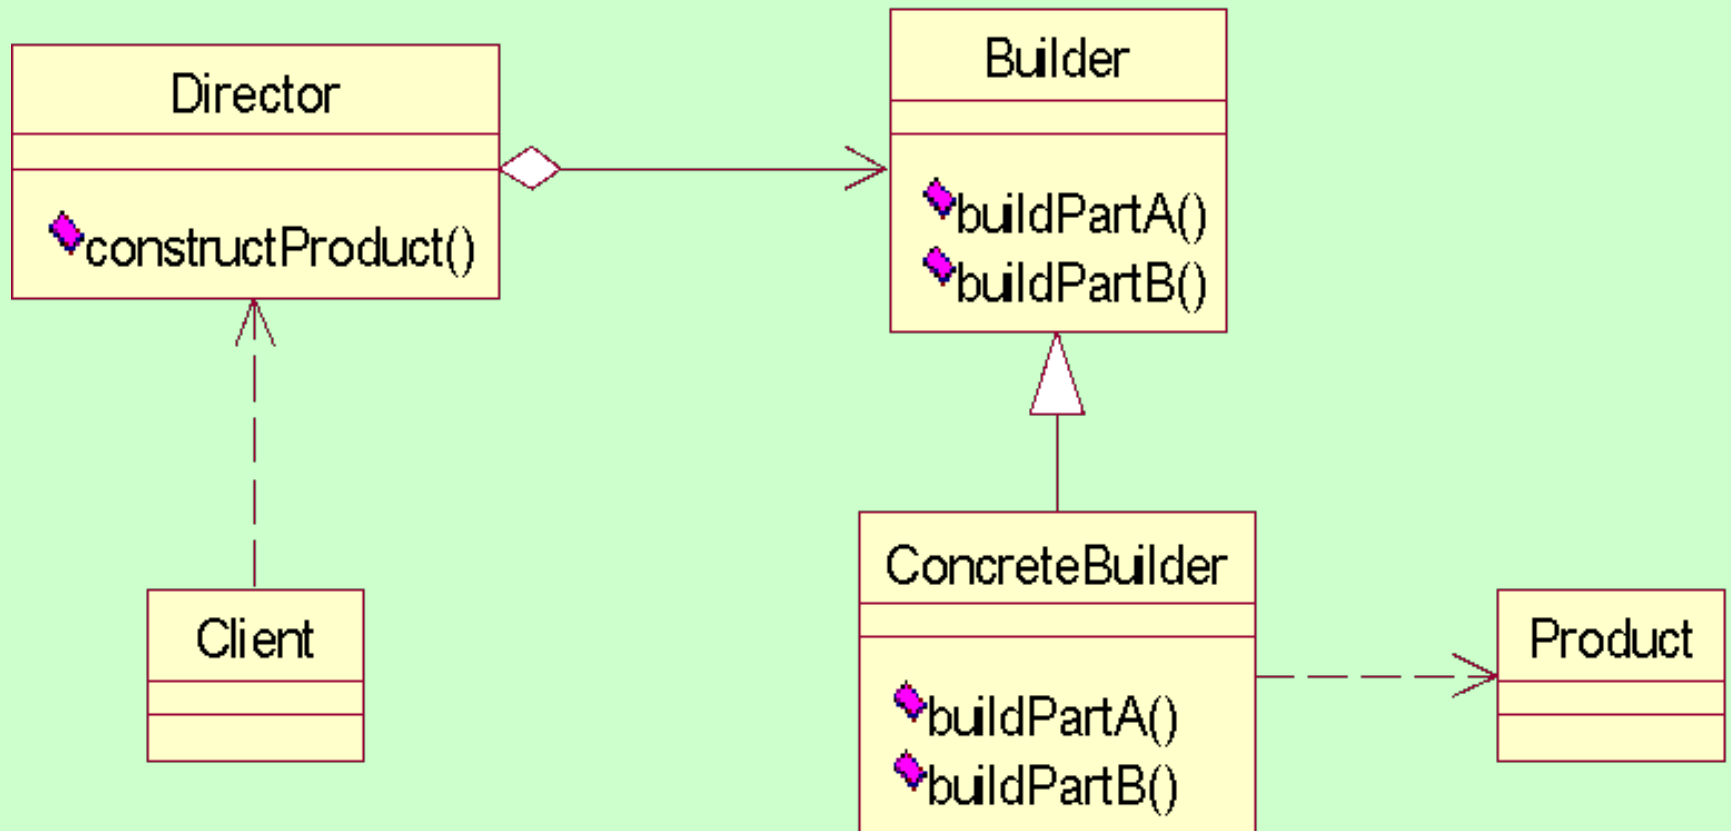 Director
constructProduct()
Builder
buildPartA()
buildPartB()
Client
ConcreteBuilder
buildPartA()
buildPartB()
Product